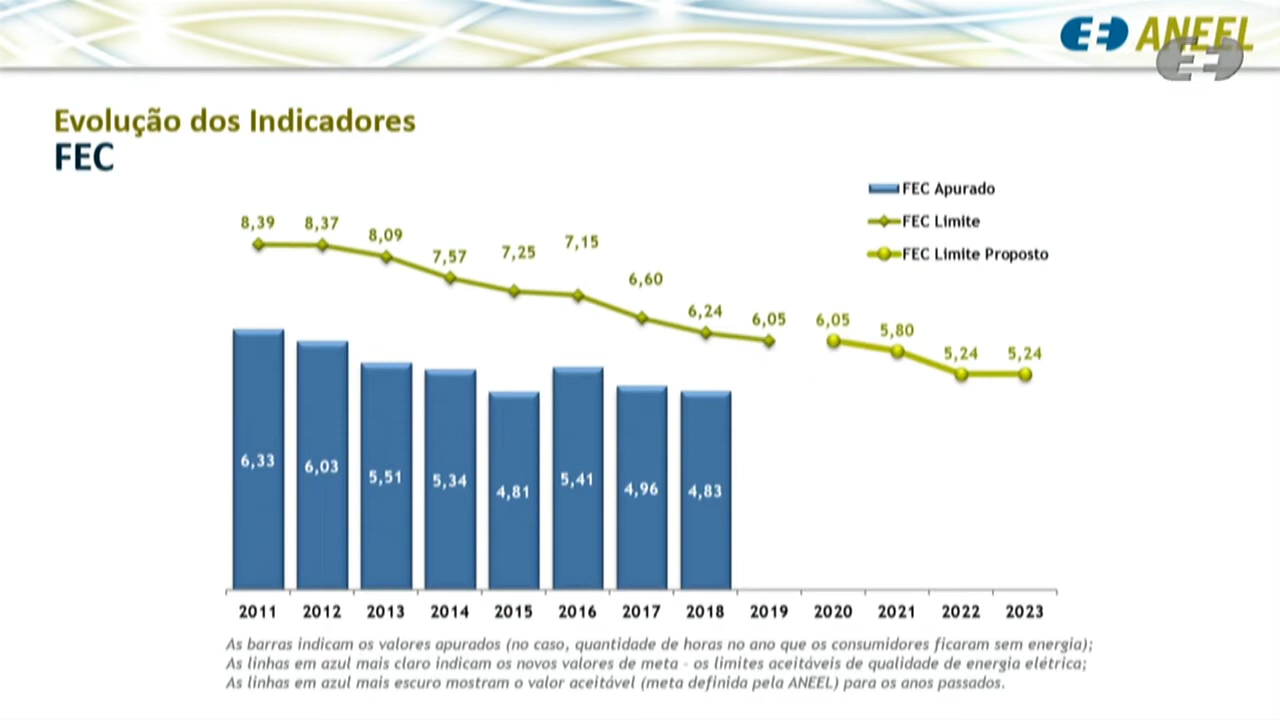 ANEEL
Evolução dos Indicadores
FEC
FEC Apurado
FEC Limite
FEC Limite Proposto
8,39 8,37 8,09 7,57 7,25 7,15 6,60 6,24 6,05 6,05 5,80 5,24 5,24
6,33 6,03 5,51 5,34 4,81 5,41 4,96 4,83
2011 2012 2013 2014 2015 2016 2017 2018 2019 2020 2021 2022 2023
As barras indicam os valores apurados (no caso, quantidade de horas no ano que os consumidores ficaram sem energia);
As linhas em azul mais claro indicam os novos valores de meta - os limites aceitáveis de qualidade de energia elétrica;
As linhas em azul mais escuro mostram o valor aceitável (meta definida pela ANEEL) para os anos passados.